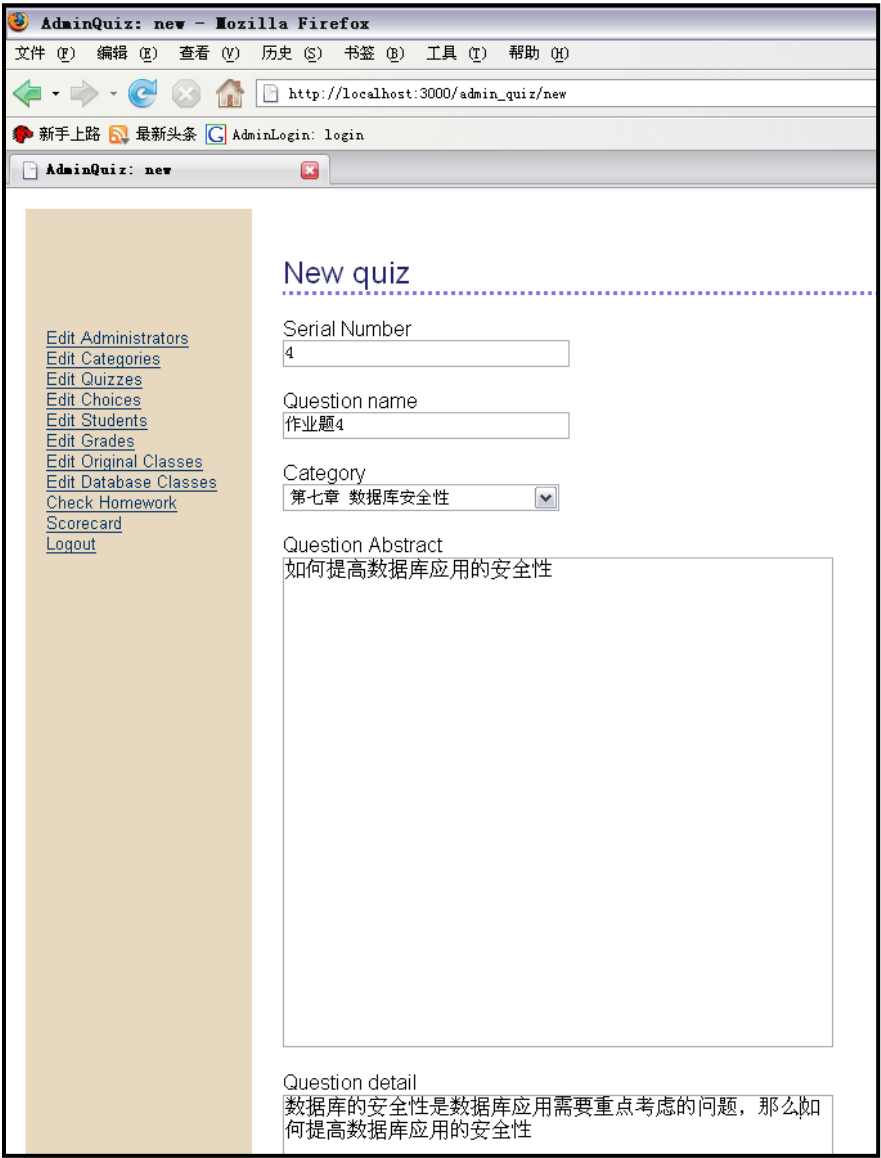 AdminQuiz: new - Mozilla Firefox
文件 (F) 编辑 (E) 查看 (V) 历史 (S) 书签 (B) 工具 (T) 帮助 (H)
http://localhost:3000/admin_quiz/new
新手上路 最新头条 G AdminLogin: login
AdminQuiz: new
New quiz
Edit Administrators
Edit Categories
Edit Quizzes
Edit Choices
Edit Students
Edit Grades
Edit Original Classes
Edit Database Classes
Check Homework
Scorecard
Logout
Serial Number
4
Question name
作业题4
Category
第七章 数据库安全性
Question Abstract
如何提高数据库应用的安全性
Question detail
数据库的安全性是数据库应用需要重点考虑的问题，那么如
何提高数据库应用的安全性